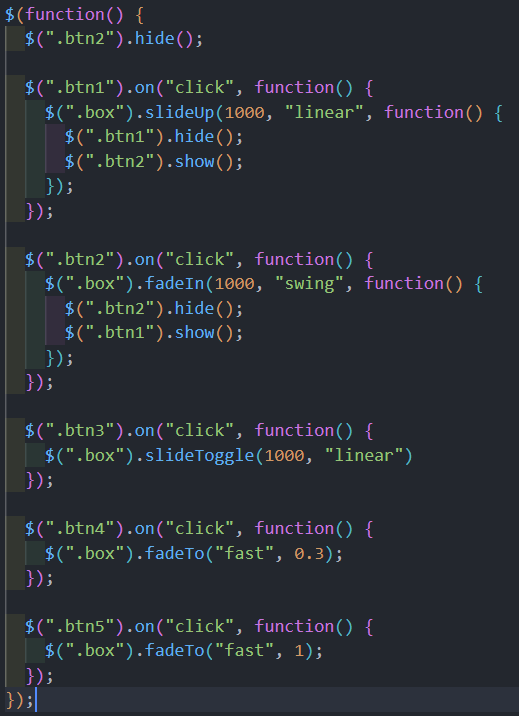 $(function() {
  $(".btn2").hide();

  $(".btn1").on("click", function() {
    $(".box").slideUp(1000, "linear", function() {
      $(".btn1").hide();
      $(".btn2").show();
    });
  });

  $(".btn2").on("click", function() {
    $(".box").fadeIn(1000, "swing", function() {
      $(".btn2").hide();
      $(".btn1").show();
    });
  });

  $(".btn3").on("click", function() {
    $(".box").slideToggle(1000, "linear")
  });

  $(".btn4").on("click", function() {
    $(".box").fadeTo("fast", 0.3);
  });

  $(".btn5").on("click", function() {
    $(".box").fadeTo("fast", 1);
  });
});